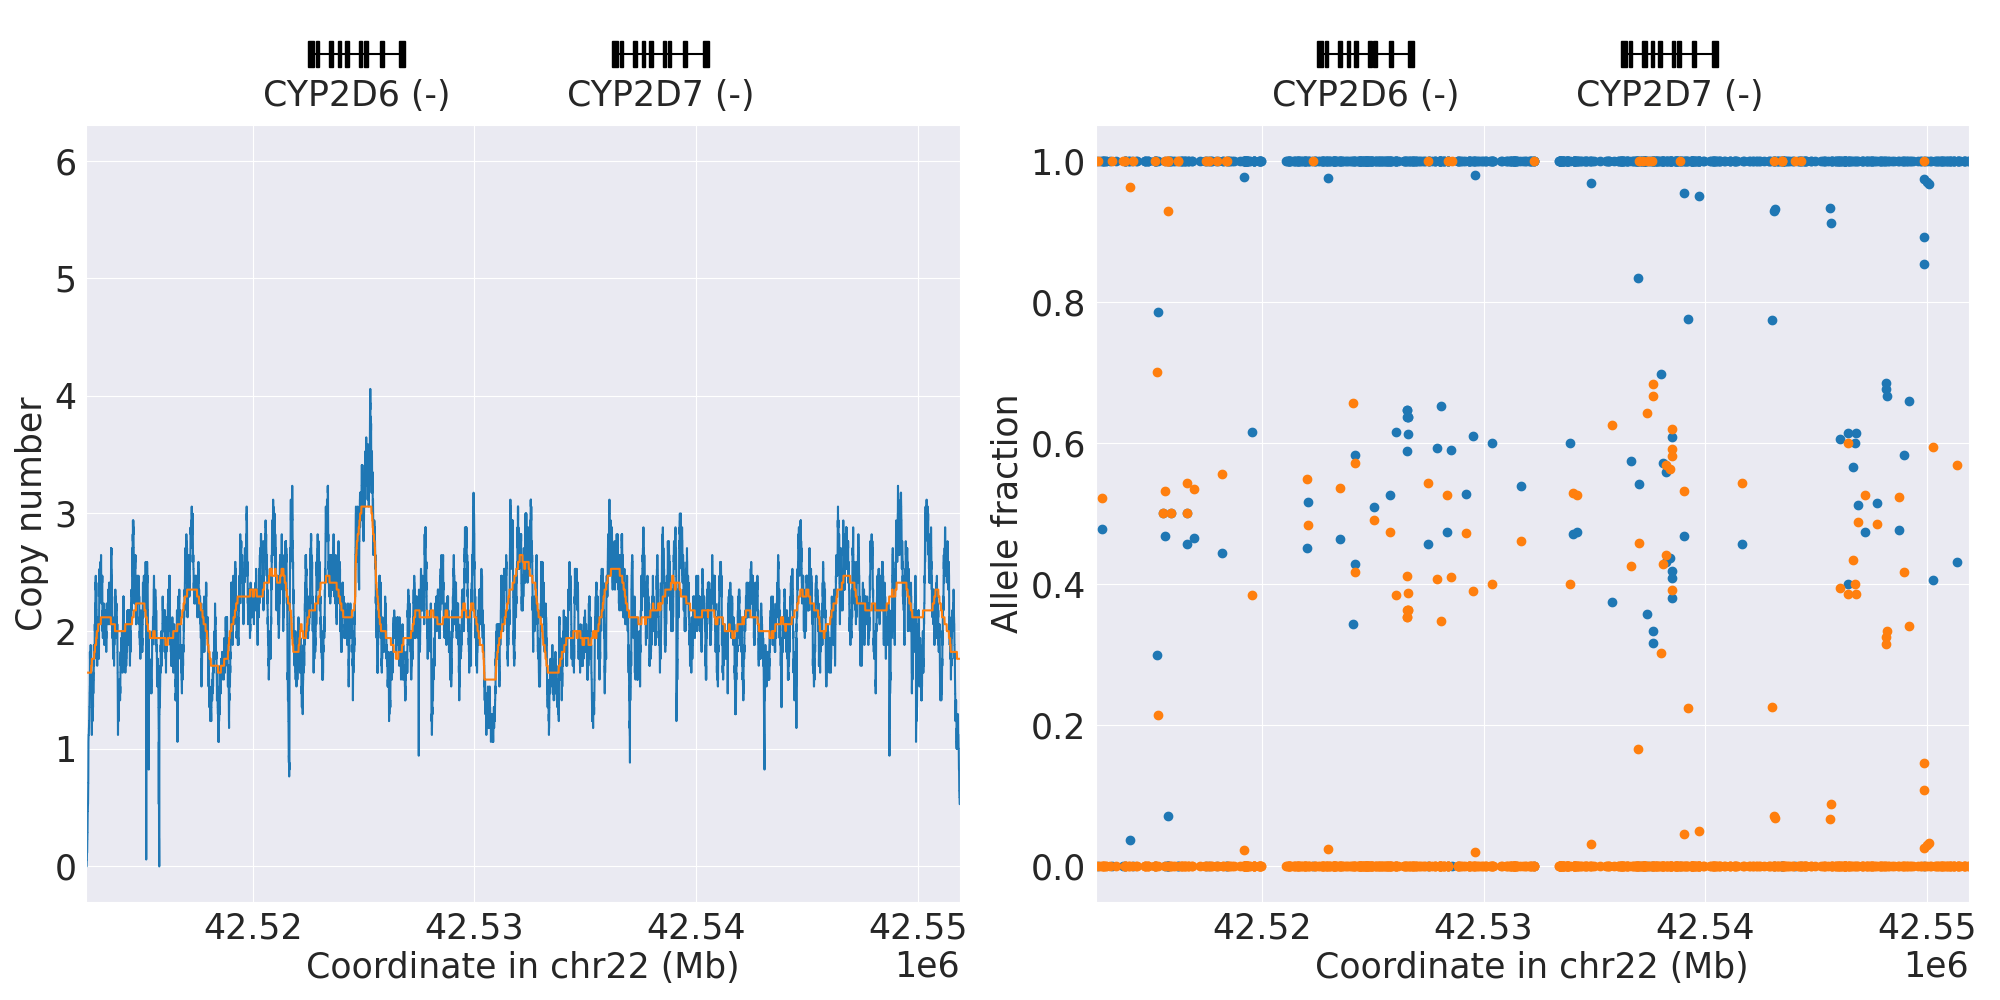 CYP2D6 (-) CYP2D7 (-)
6
5
4
3
2
1
0
Copy number
42.52 42.53 42.54 42.55
Coordinate in chr22 (Mb) 1e6
CYP2D6 (-) CYP2D7 (-)
1.0
0.8
0.6
0.4
0.2
0.0
Allele fraction
42.52 42.53 42.54 42.55
Coordinate in chr22 (Mb) 1e6